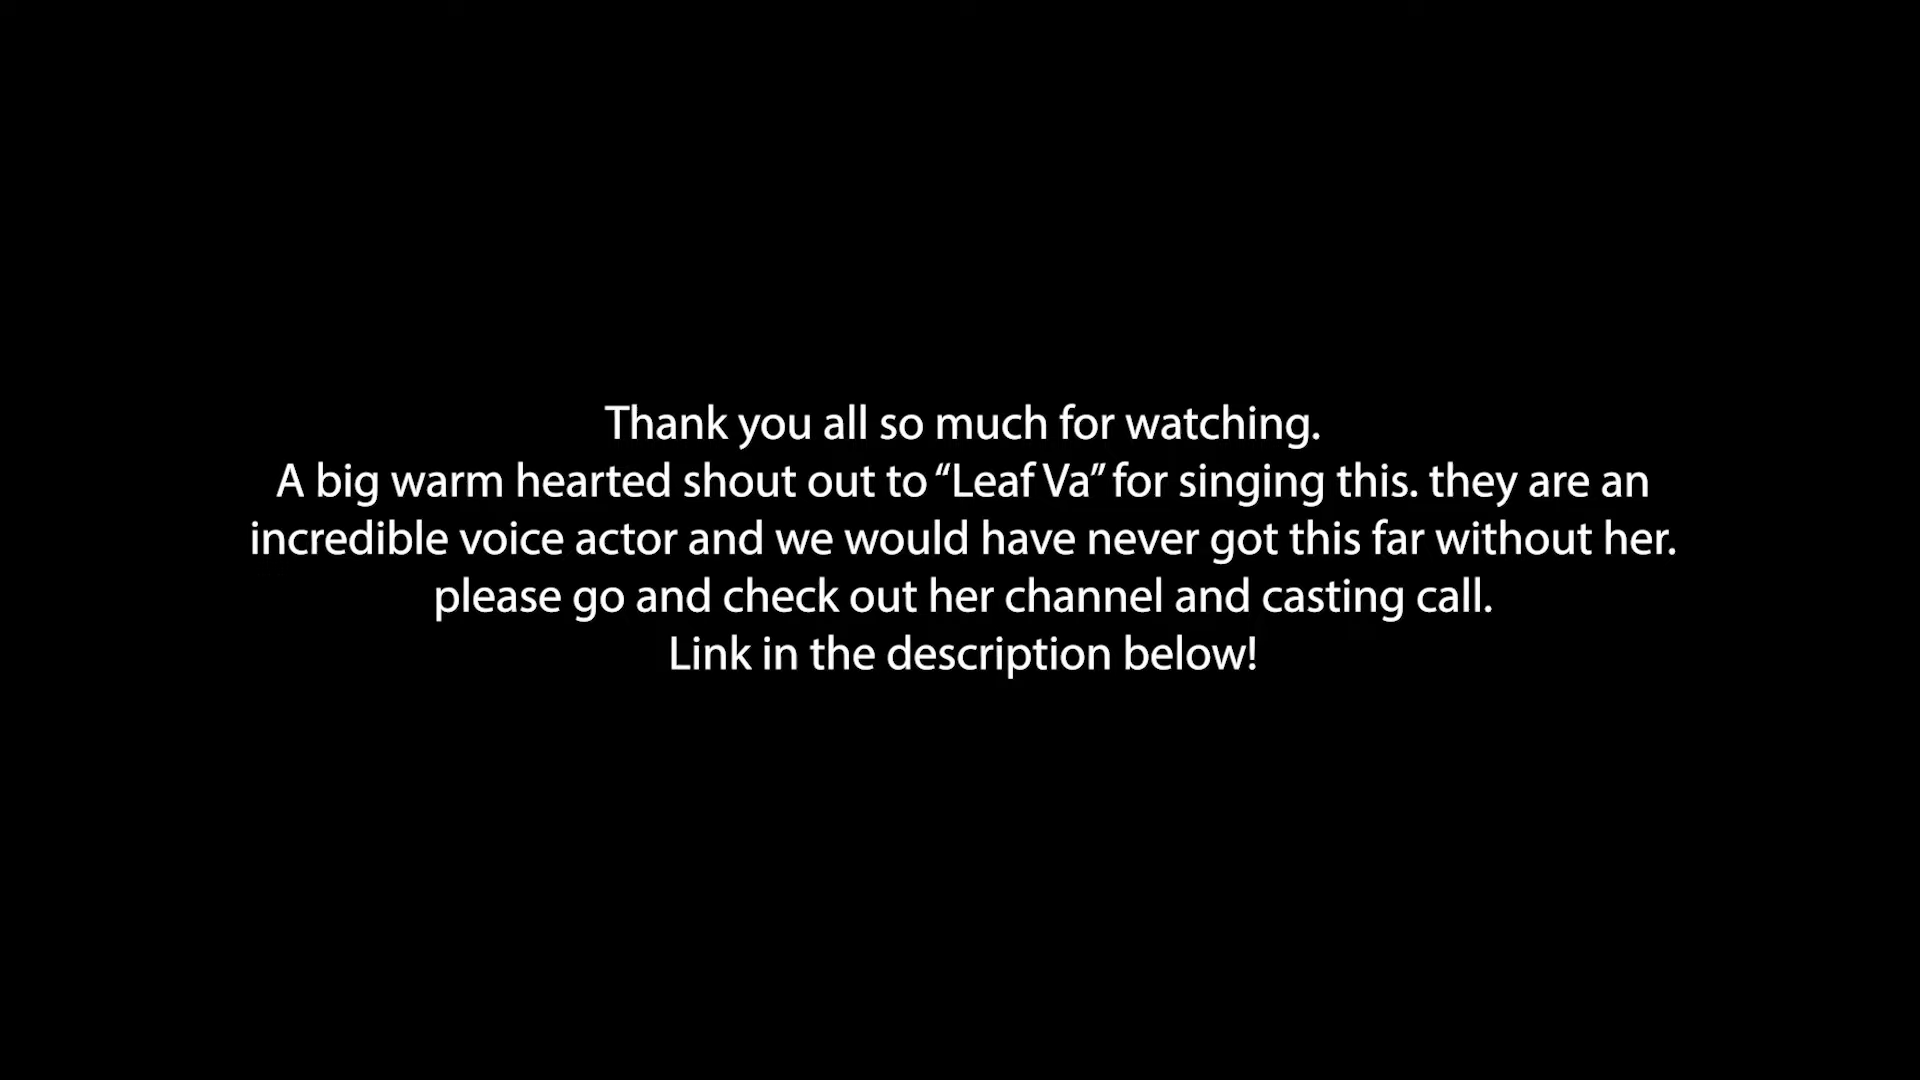 Thank you all so much for watching.
A big warm hearted shout out to “Leaf Va” for singing this. they are an
incredible voice actor and we would have never got this far without her.
please go and check out her channel and casting call.
Link in the description below!